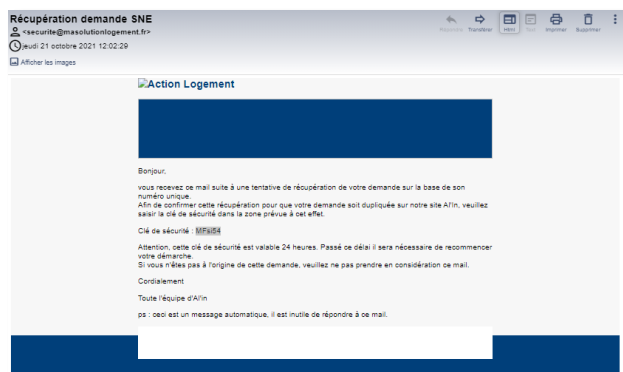 Récupération demande SNE
<securite@masolutionlogement.fr>
jeudi 21 octobre 2021 12:02:29
Répondre Transférer Html Text Imprimer Supprimer
Afficher les images
Action Logement
Bonjour,
vous recevez ce mail suite à une tentative de récupération de votre demande sur la base de son
numéro unique.
Afin de confirmer cette récupération pour que votre demande soit dupliquée sur notre site Al'In, veuillez
saisir la clé de sécurité dans la zone prévue à cet effet.
Clé de sécurité : MFsi54
Attention, cette clé de sécurité est valable 24 heures. Passé ce délai il sera nécessaire de recommencer
votre démarche.
Si vous n'êtes pas à l'origine de cette demande, veuillez ne pas prendre en considération ce mail.
Cordialement
Toute l'équipe d'Al'in
ps : ceci est un message automatique, il est inutile de répondre à ce mail.